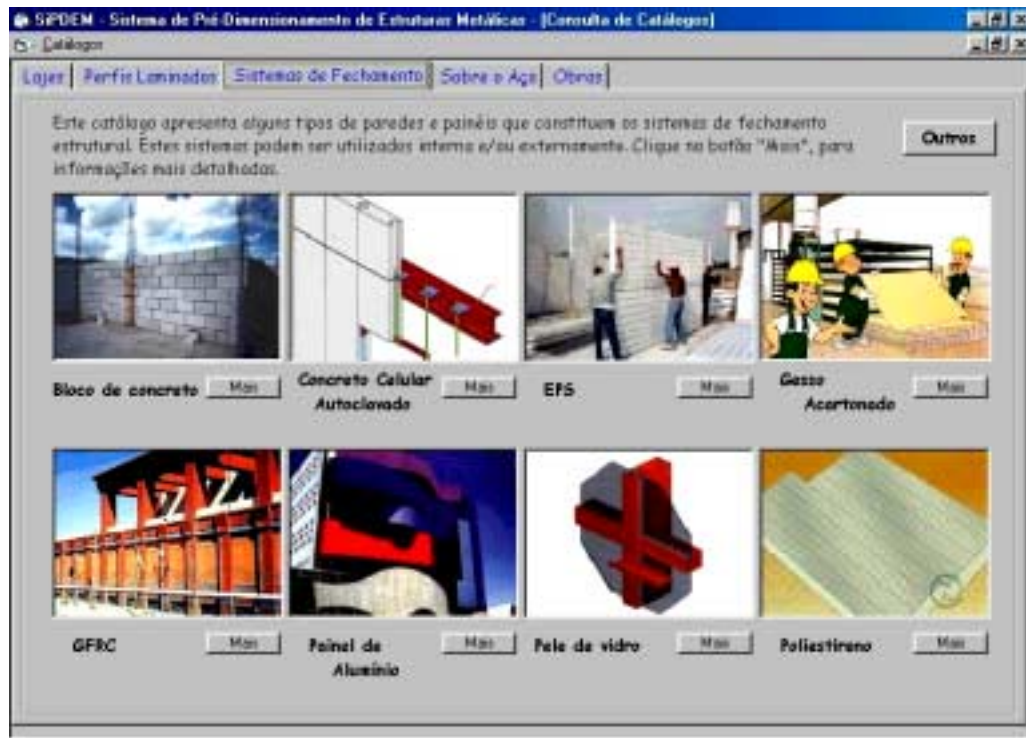 SiPDEM - Sistema de Pré-Dimensionamento de Estruturas Metálicas - [Consulta de Catálogos]
Catálogos
Lajes Perfis Laminados Sistemas de Fechamento Sobre o Aço Obras
Este catálogo apresenta alguns tipos de paredes e painéis que constituem os sistemas de fechamento
estrutural. Estes sistemas podem ser utilizados interna e/ou externamente. Clique no botão "Mais", para
informações mais detalhadas.
Outros
Bloco de concreto Mais
Concreto Celular
Autoclavado Mais
EPS Mais
Gesso
Acartonado Mais
GFRC Mais
Painel de
Alumínio Mais
Pele de vidro Mais
Poliestireno Mais